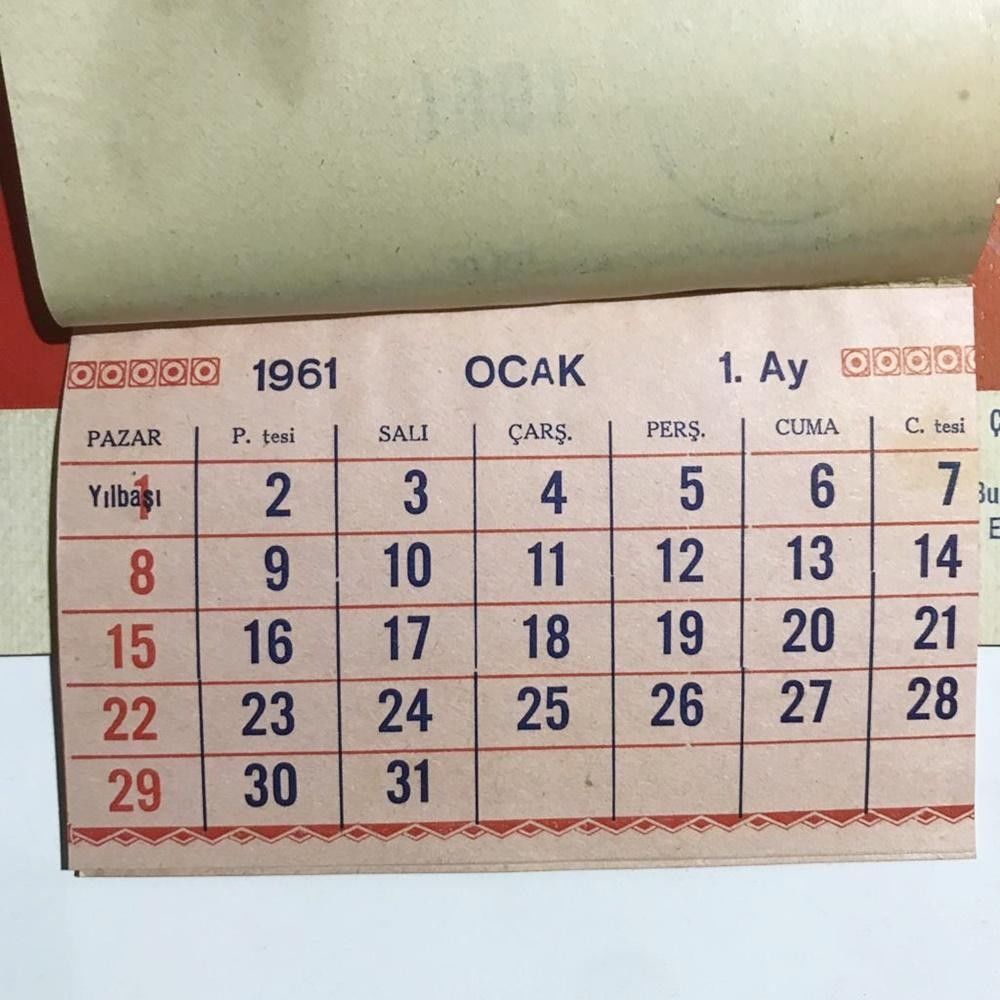 1961 OCAK 1. Ay
PAZAR P. tesi SALI ÇARŞ. PERŞ. CUMA C. tesi
Yılbaşı 1 2 3 4 5 6 7
8 9 10 11 12 13 14
15 16 17 18 19 20 21
22 23 24 25 26 27 28
29 30 31